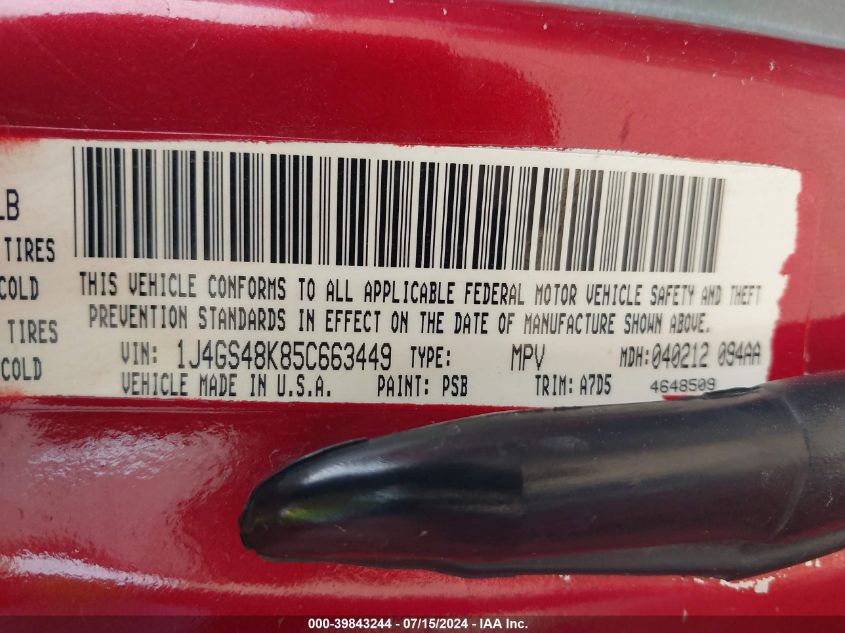 LB
TIRES
COLD
TIRES
COLD
THIS VEHICLE CONFORMS TO ALL APPLICABLE FEDERAL MOTOR VEHICLE SAFETY AND THEFT
PREVENTION STANDARDS IN EFFECT ON THE DATE OF MANUFACTURE SHOWN ABOVE.
VIN: 1J4GS48K85C663449 TYPE: MPV MDH:040212 094AA
VEHICLE MADE IN U.S.A. PAINT: PSB TRIM: A7D5 4648509
000-39843244 - 07/15/2024 - IAA Inc.